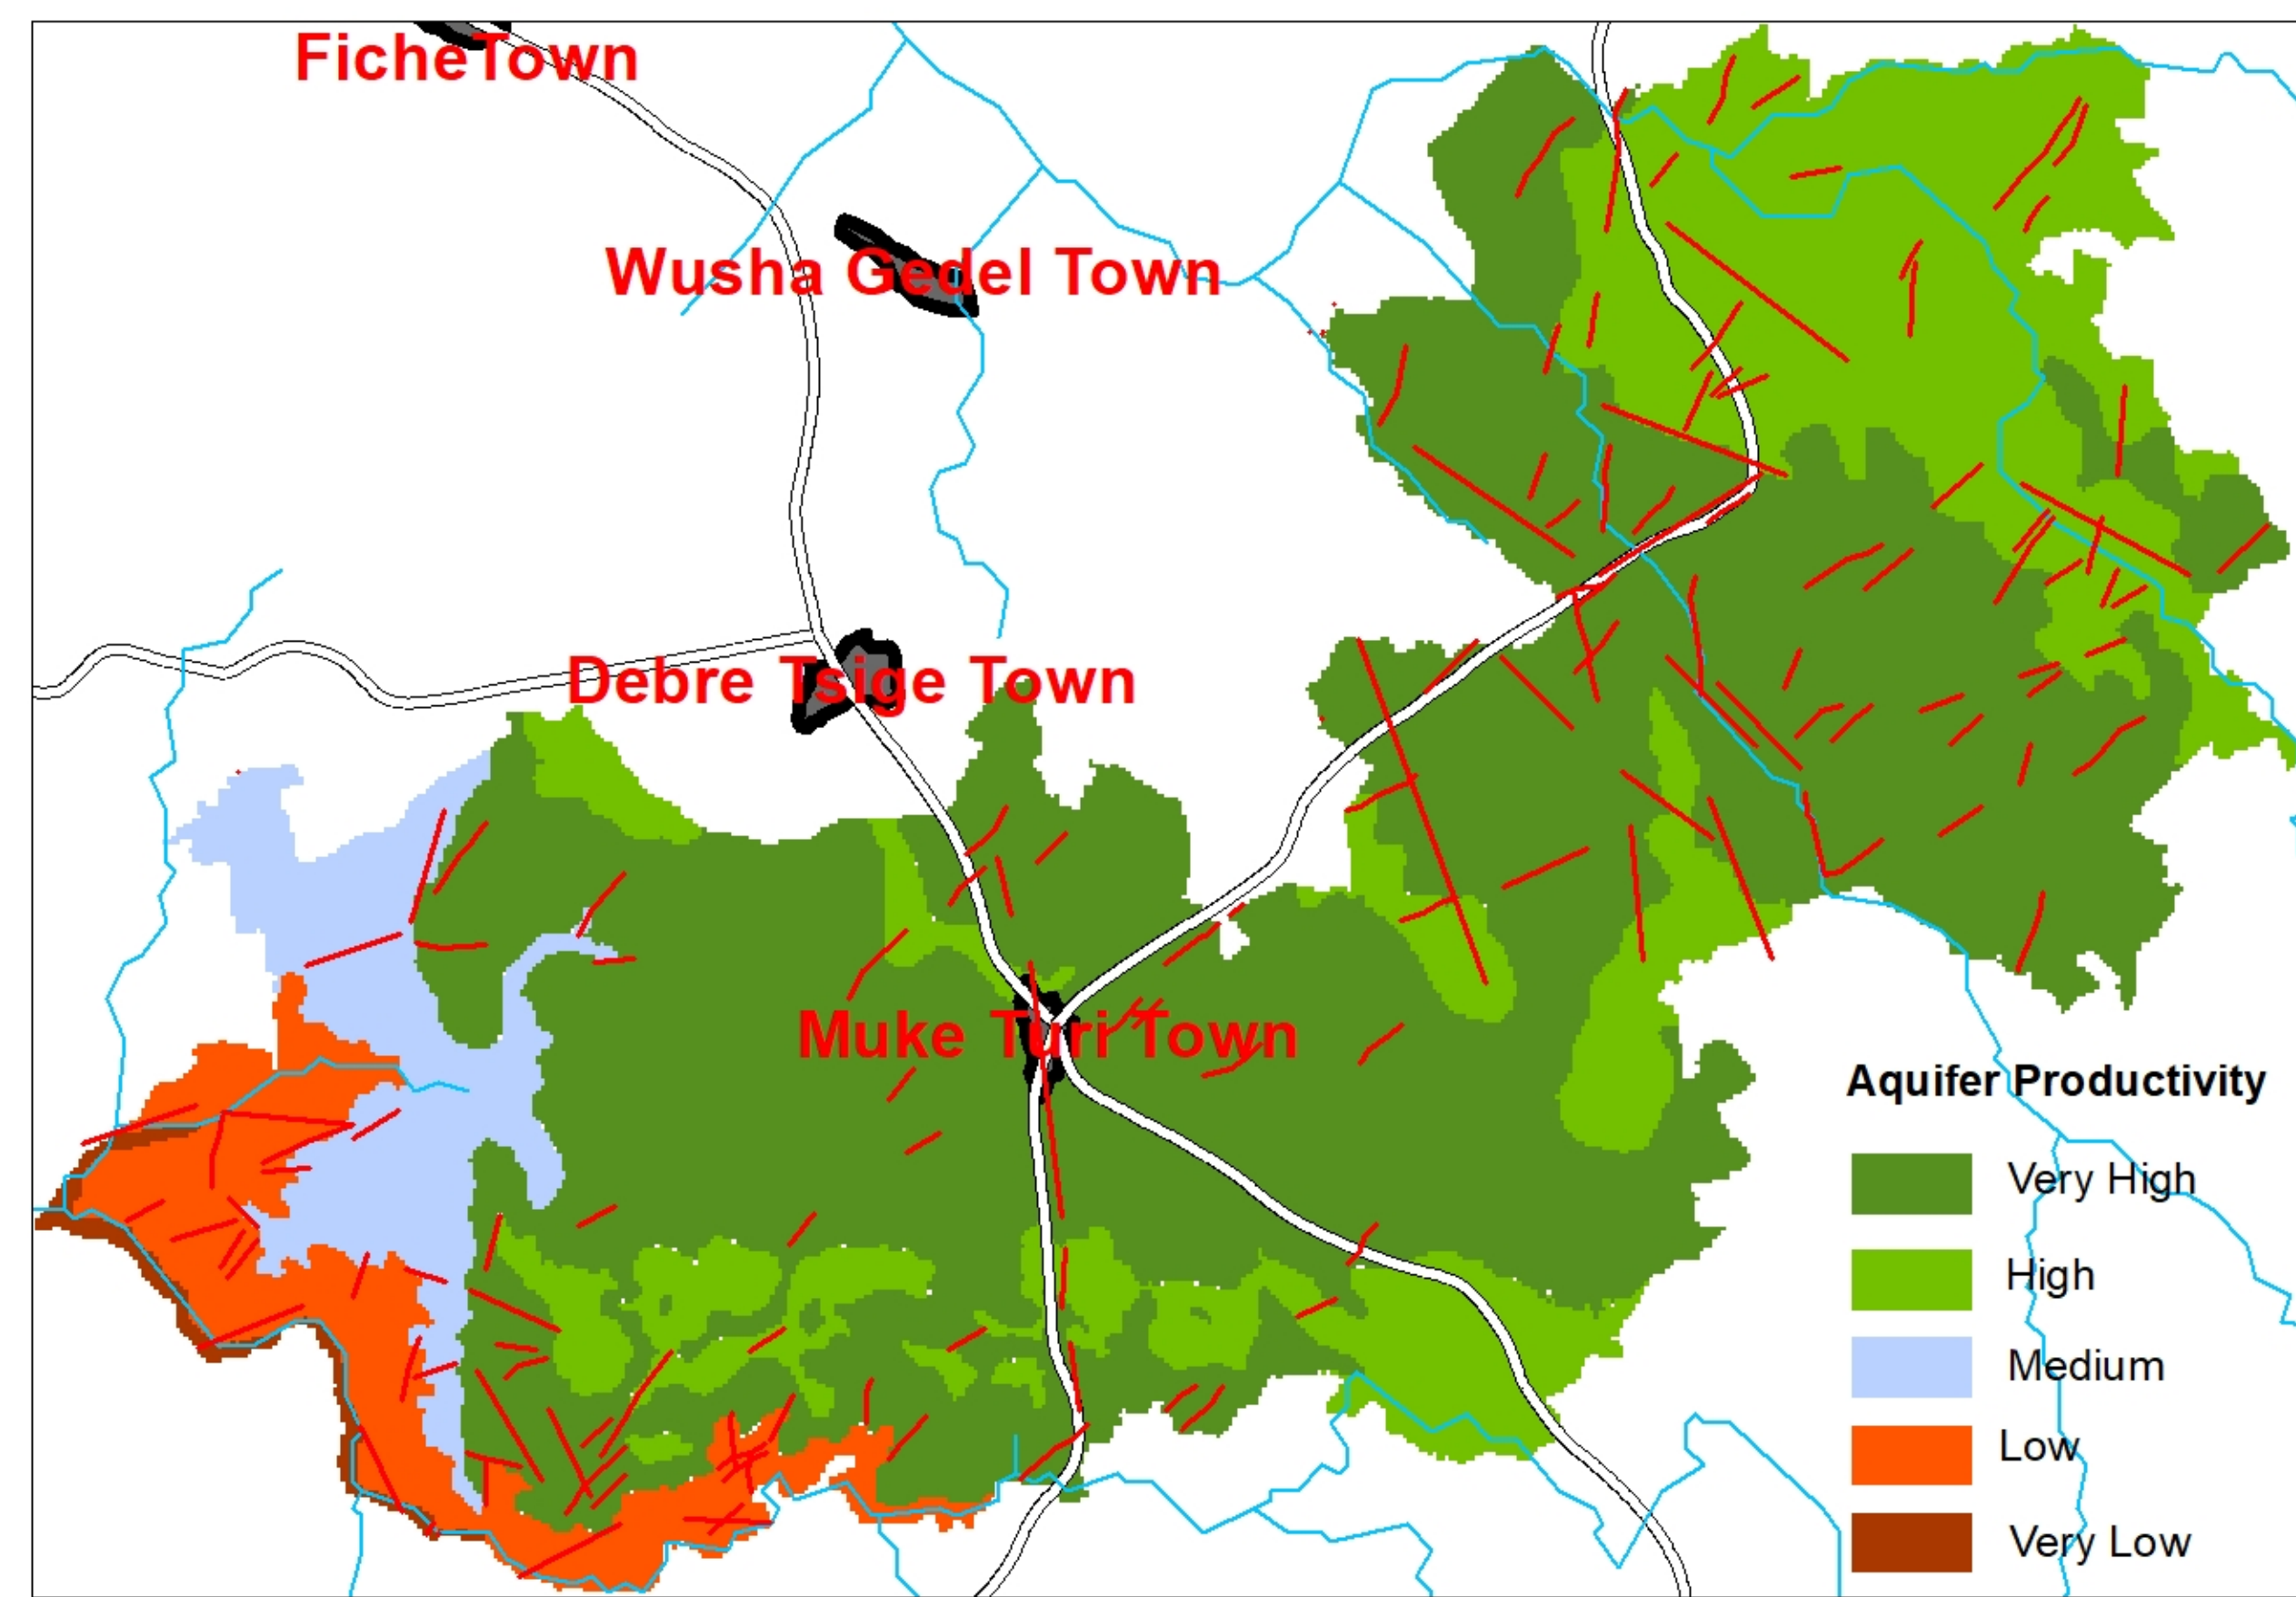 FicheTown
Wusha Gedel Town
Debre Tsige Town
Muke Turi Town
Aquifer Productivity
Very High
High
Medium
Low
Very Low